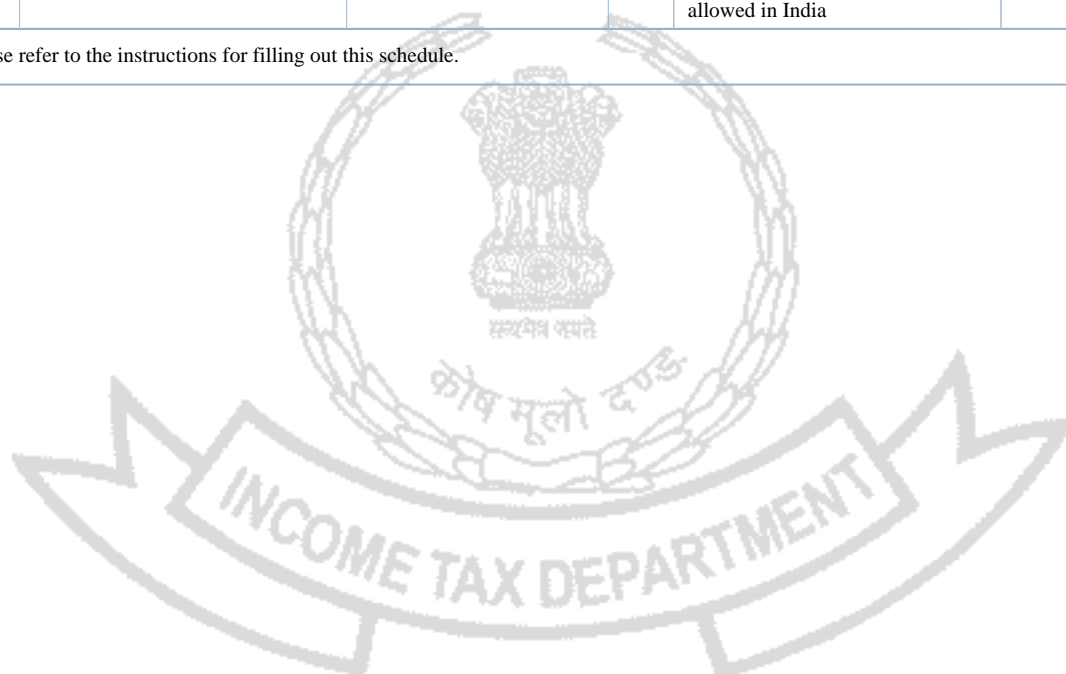 allowed in India
se refer to the instructions for filling out this schedule.
सत्यमेव जयते
कोष मूलो दण्ड:
INCOME TAX DEPARTMENT